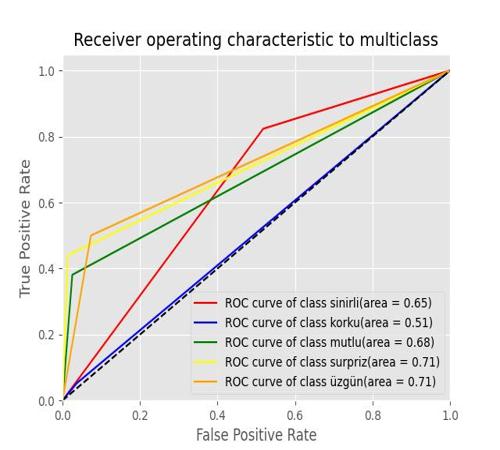 Receiver operating characteristic to multiclass
1.0
0.8
0.6
0.4
0.2
0.0
True Positive Rate
ROC curve of class sinirli(area = 0.65)
ROC curve of class korku(area = 0.51)
ROC curve of class mutlu(area = 0.68)
ROC curve of class surpriz(area = 0.71)
ROC curve of class üzgün(area = 0.71)
0.0 0.2 0.4 0.6 0.8 1.0
False Positive Rate